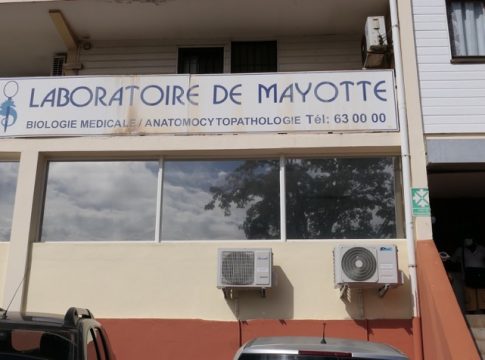 LABORATOIRE DE MAYOTTE
BIOLOGIE MEDICALE / ANATOMOCYTOPATHOLOGIE Tél: 63 00 00